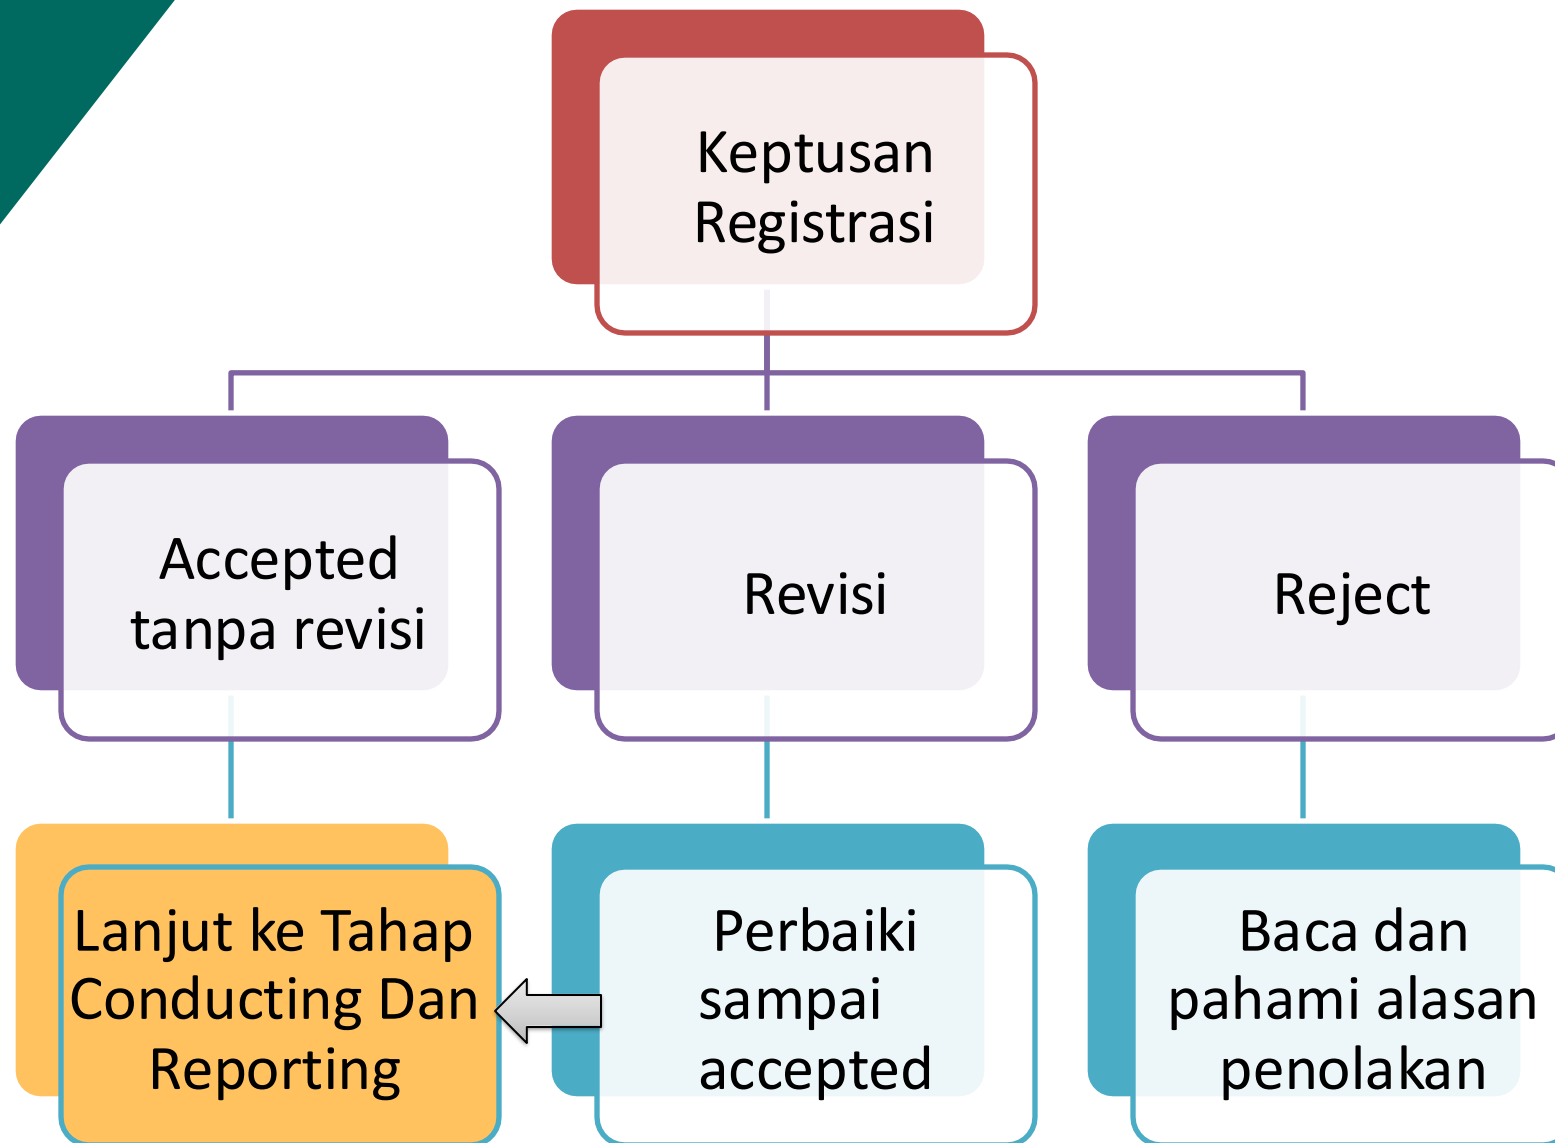 Keptusan
Registrasi
Accepted
tanpa revisi
Revisi
Reject
Lanjut ke Tahap
Conducting Dan
Reporting
Perbaiki
sampai
accepted
Baca dan
pahami alasan
penolakan